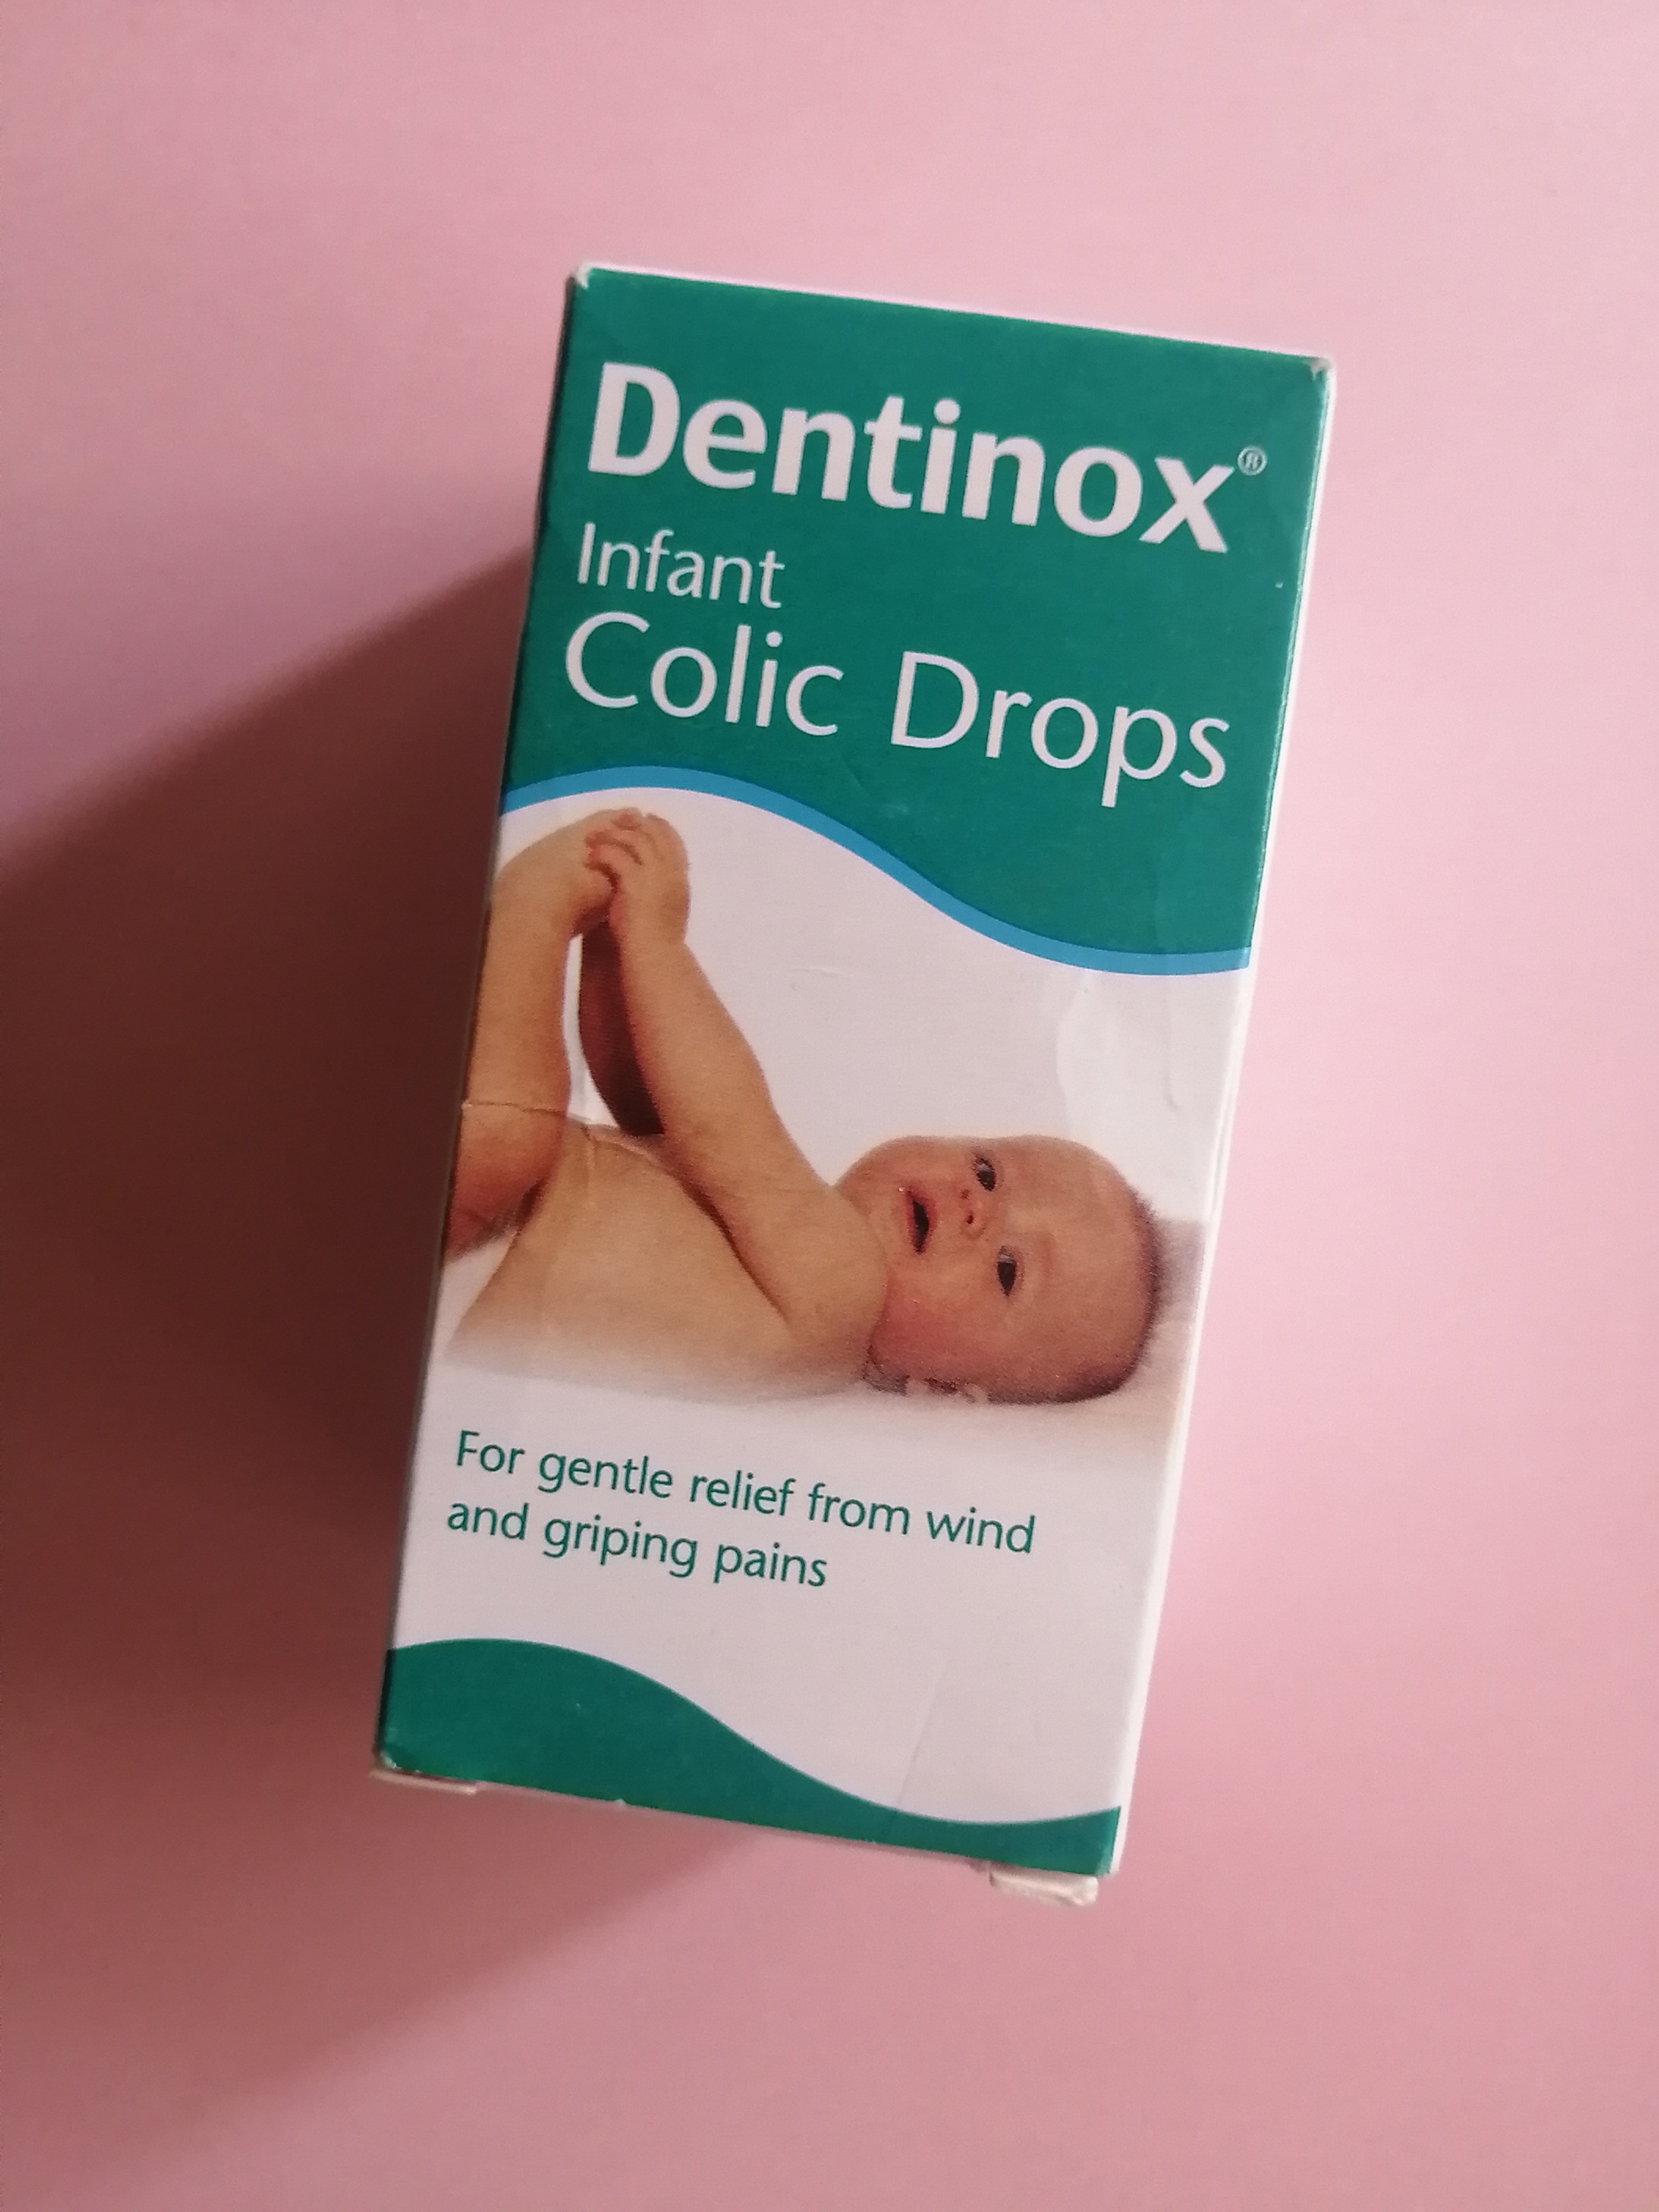 Dentinox®
Infant
Colic Drops
For gentle relief from wind
and griping pains